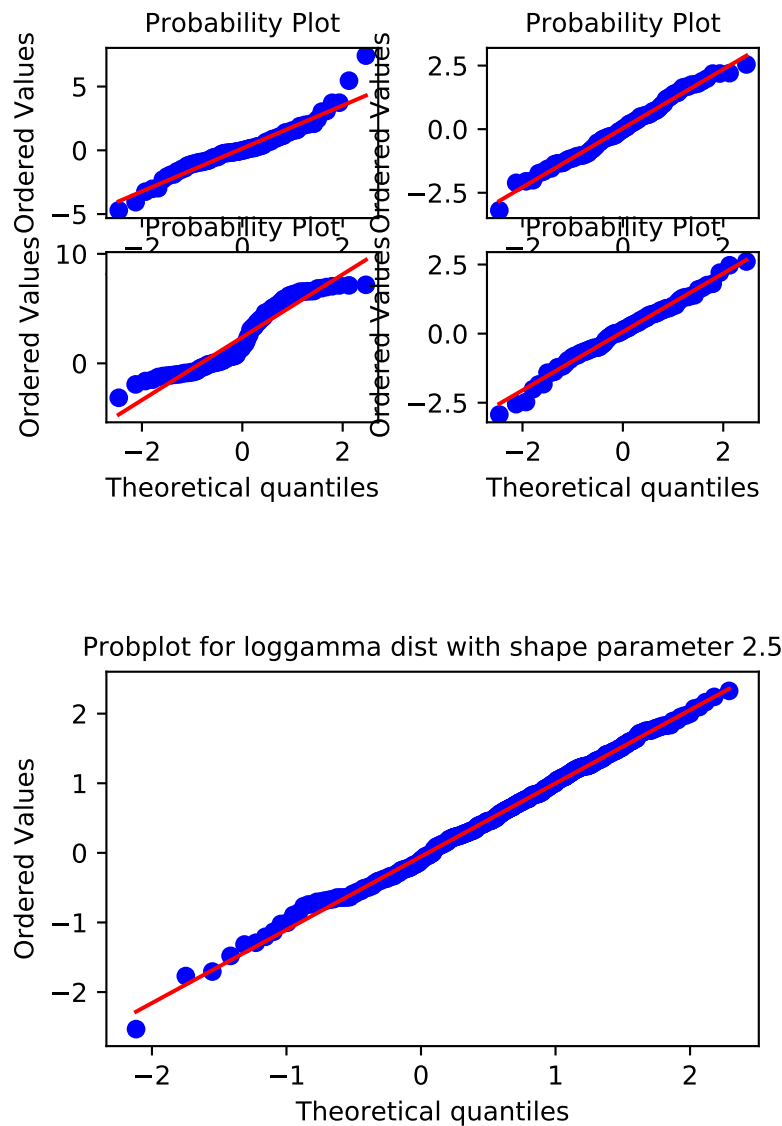 Probability Plot
Probability Plot
Ordered Values
5
0
−5
−2
0
2
Ordered Values
2.5
0.0
−2.5
−2
0
2
Probability Plot
Probability Plot
Ordered Values
10
0
−2
0
2
Theoretical quantiles
Ordered Values
2.5
0.0
−2.5
−2
0
2
Theoretical quantiles
Probplot for loggamma dist with shape parameter 2.5
Ordered Values
2
1
0
−1
−2
−2
−1
0
1
2
Theoretical quantiles